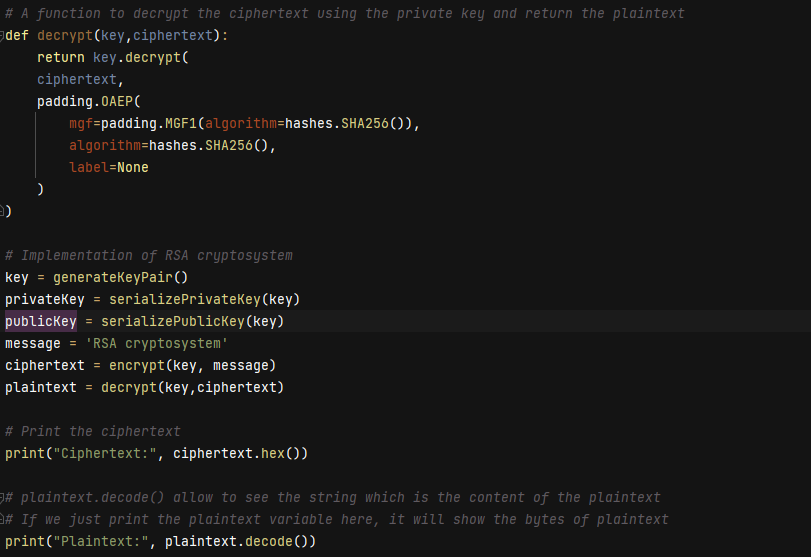 # A function to decrypt the ciphertext using the private key and return the plaintext
def decrypt(key,ciphertext):
    return key.decrypt(
    ciphertext,
    padding.OAEP(
        mgf=padding.MGF1(algorithm=hashes.SHA256()),
        algorithm=hashes.SHA256(),
        label=None
    )
)
# Implementation of RSA cryptosystem
key = generateKeyPair()
privateKey = serializePrivateKey(key)
publicKey = serializePublicKey(key)
message = 'RSA cryptosystem'
ciphertext = encrypt(key, message)
plaintext = decrypt(key,ciphertext)
# Print the ciphertext
print("Ciphertext:", ciphertext.hex())
# plaintext.decode() allow to see the string which is the content of the plaintext
# If we just print the plaintext variable here, it will show the bytes of plaintext
print("Plaintext:", plaintext.decode())